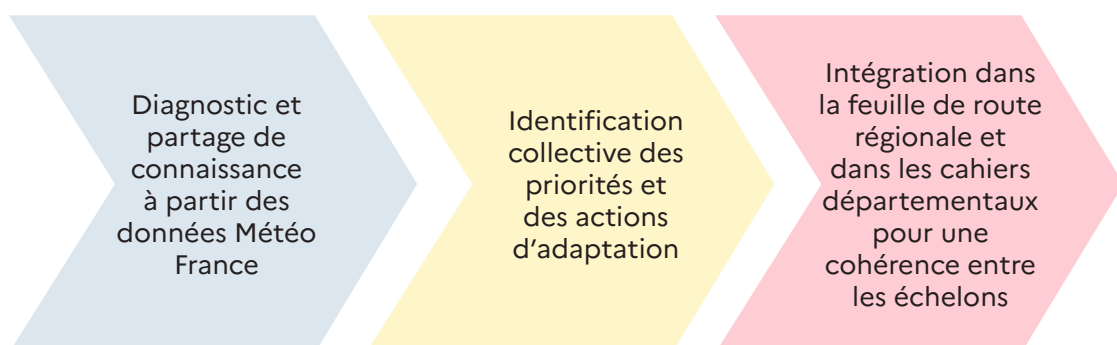 Diagnostic et
partage de
connaissance
à partir des
données Météo
France
Identification
collective des
priorités et
des actions
d’adaptation
Intégration dans
la feuille de route
régionale et
dans les cahiers
départementaux
pour une
cohérence entre
les échelons